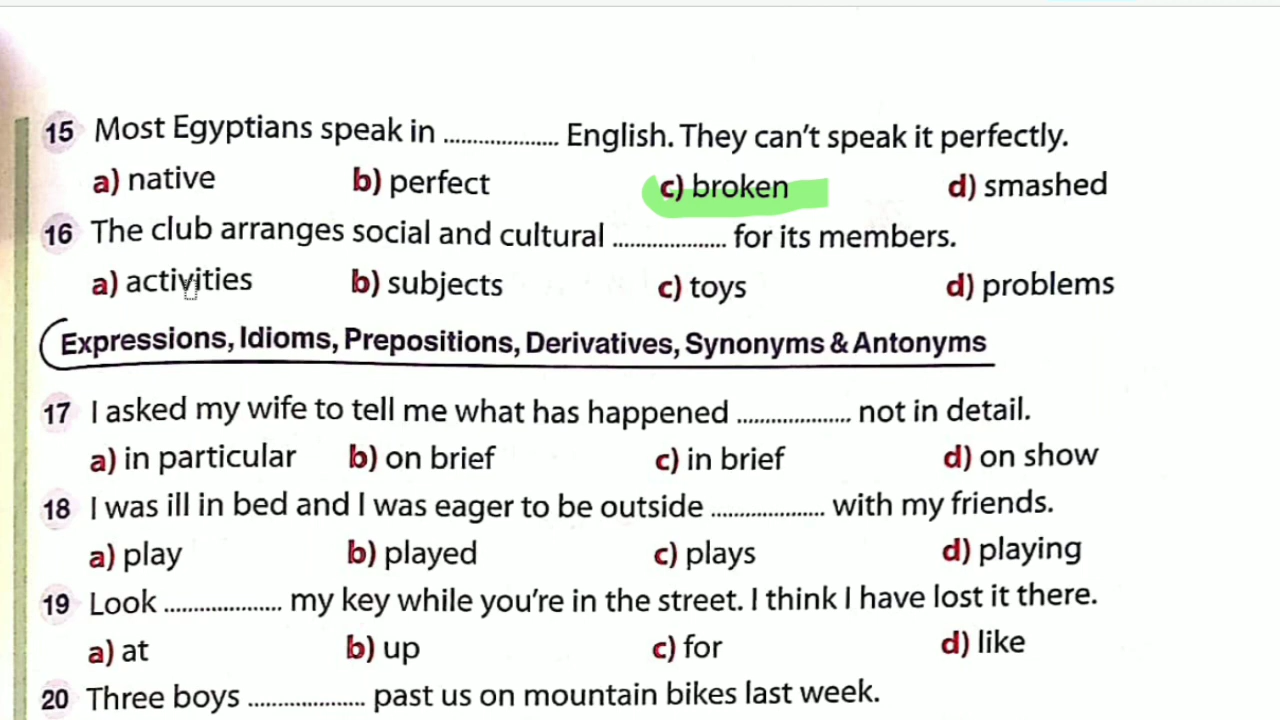 15 Most Egyptians speak in .................... English. They can't speak it perfectly.
a) native b) perfect c) broken d) smashed
16 The club arranges social and cultural .................... for its members.
a) activities b) subjects c) toys d) problems
Expressions, Idioms, Prepositions, Derivatives, Synonyms & Antonyms
17 I asked my wife to tell me what has happened .................... not in detail.
a) in particular b) on brief c) in brief d) on show
18 I was ill in bed and I was eager to be outside .................... with my friends.
a) play b) played c) plays d) playing
19 Look .................... my key while you're in the street. I think I have lost it there.
a) at b) up c) for d) like
20 Three boys .................... past us on mountain bikes last week.